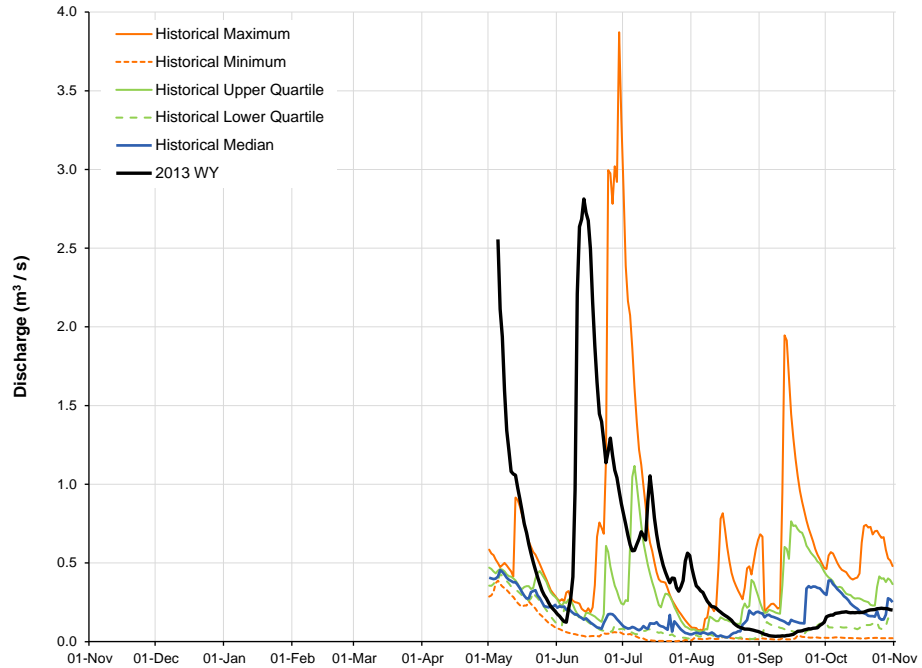 4.0
3.5
3.0
2.5
2.0
1.5
1.0
0.5
0.0
Discharge (m³ / s)
Historical Maximum
Historical Minimum
Historical Upper Quartile
Historical Lower Quartile
Historical Median
2013 WY
01-Nov 01-Dec 01-Jan 01-Feb 01-Mar 01-Apr 01-May 01-Jun 01-Jul 01-Aug 01-Sep 01-Oct 01-Nov